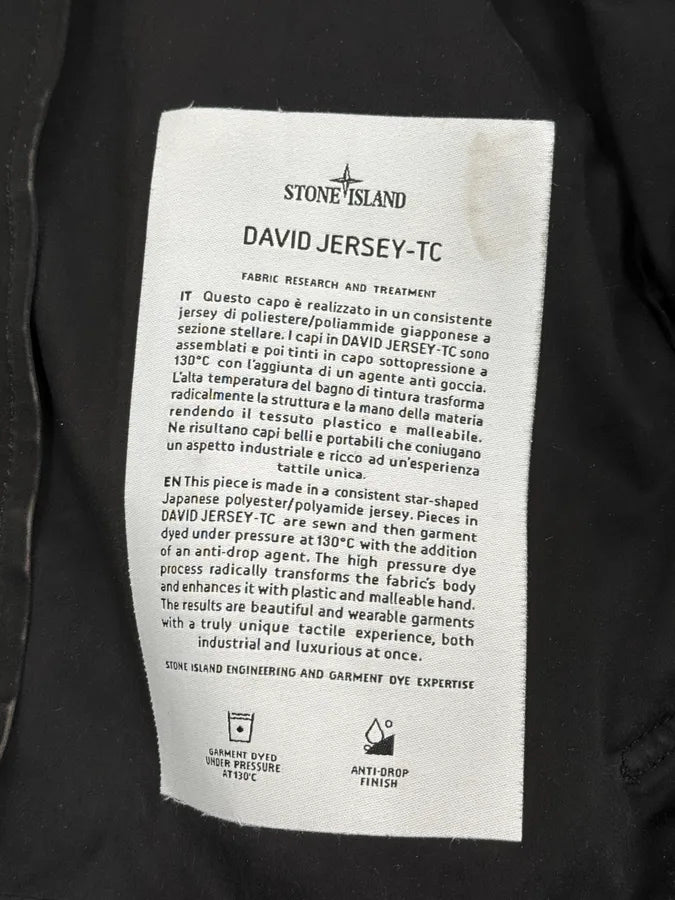 STONE ISLAND
DAVID JERSEY-TC
FABRIC RESEARCH AND TREATMENT
IT Questo capo è realizzato in un consistente
jersey di poliestere/poliammide giapponese a
sezione stellare. I capi in DAVID JERSEY-TC sono
assemblati e poi tinti in capo sottopressione a
130°C con l'aggiunta di un agente anti goccia.
L'alta temperatura del bagno di tintura trasforma
radicalmente la struttura e la mano della materia
rendendo il tessuto plastico e malleabile.
Ne risultano capi belli e portabili che coniugano
un aspetto industriale e ricco ad un'esperienza
tattile unica.
EN This piece is made in a consistent star-shaped
Japanese polyester/polyamide jersey. Pieces in
DAVID JERSEY-TC are sewn and then garment
dyed under pressure at 130°C with the addition
of an anti-drop agent. The high pressure dye
process radically transforms the fabric's body
and enhances it with plastic and malleable hand.
The results are beautiful and wearable garments
with a truly unique tactile experience, both
industrial and luxurious at once.
STONE ISLAND ENGINEERING AND GARMENT DYE EXPERTISE
GARMENT DYED
UNDER PRESSURE
AT 130°C
ANTI-DROP
FINISH